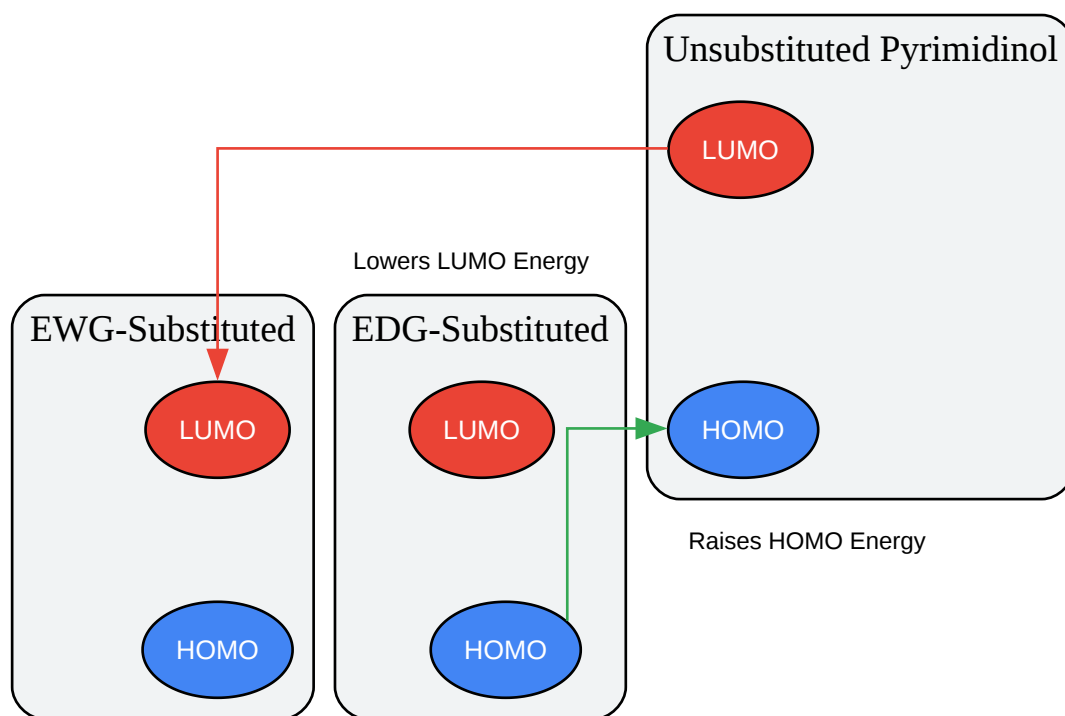 Unsubstituted Pyrimidinol
LUMO
Lowers LUMO Energy
EWG-Substituted
EDG-Substituted
LUMO
LUMO
HOMO
Raises HOMO Energy
HOMO
HOMO